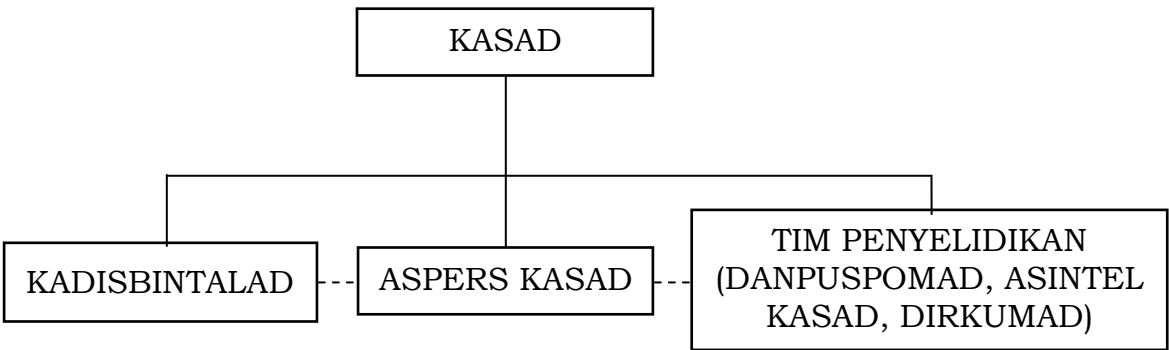 KASAD
KADISBINTALAD
ASPERS KASAD
TIM PENYELIDIKAN
(DANPUSPOMAD, ASINTEL
KASAD, DIRKUMAD)